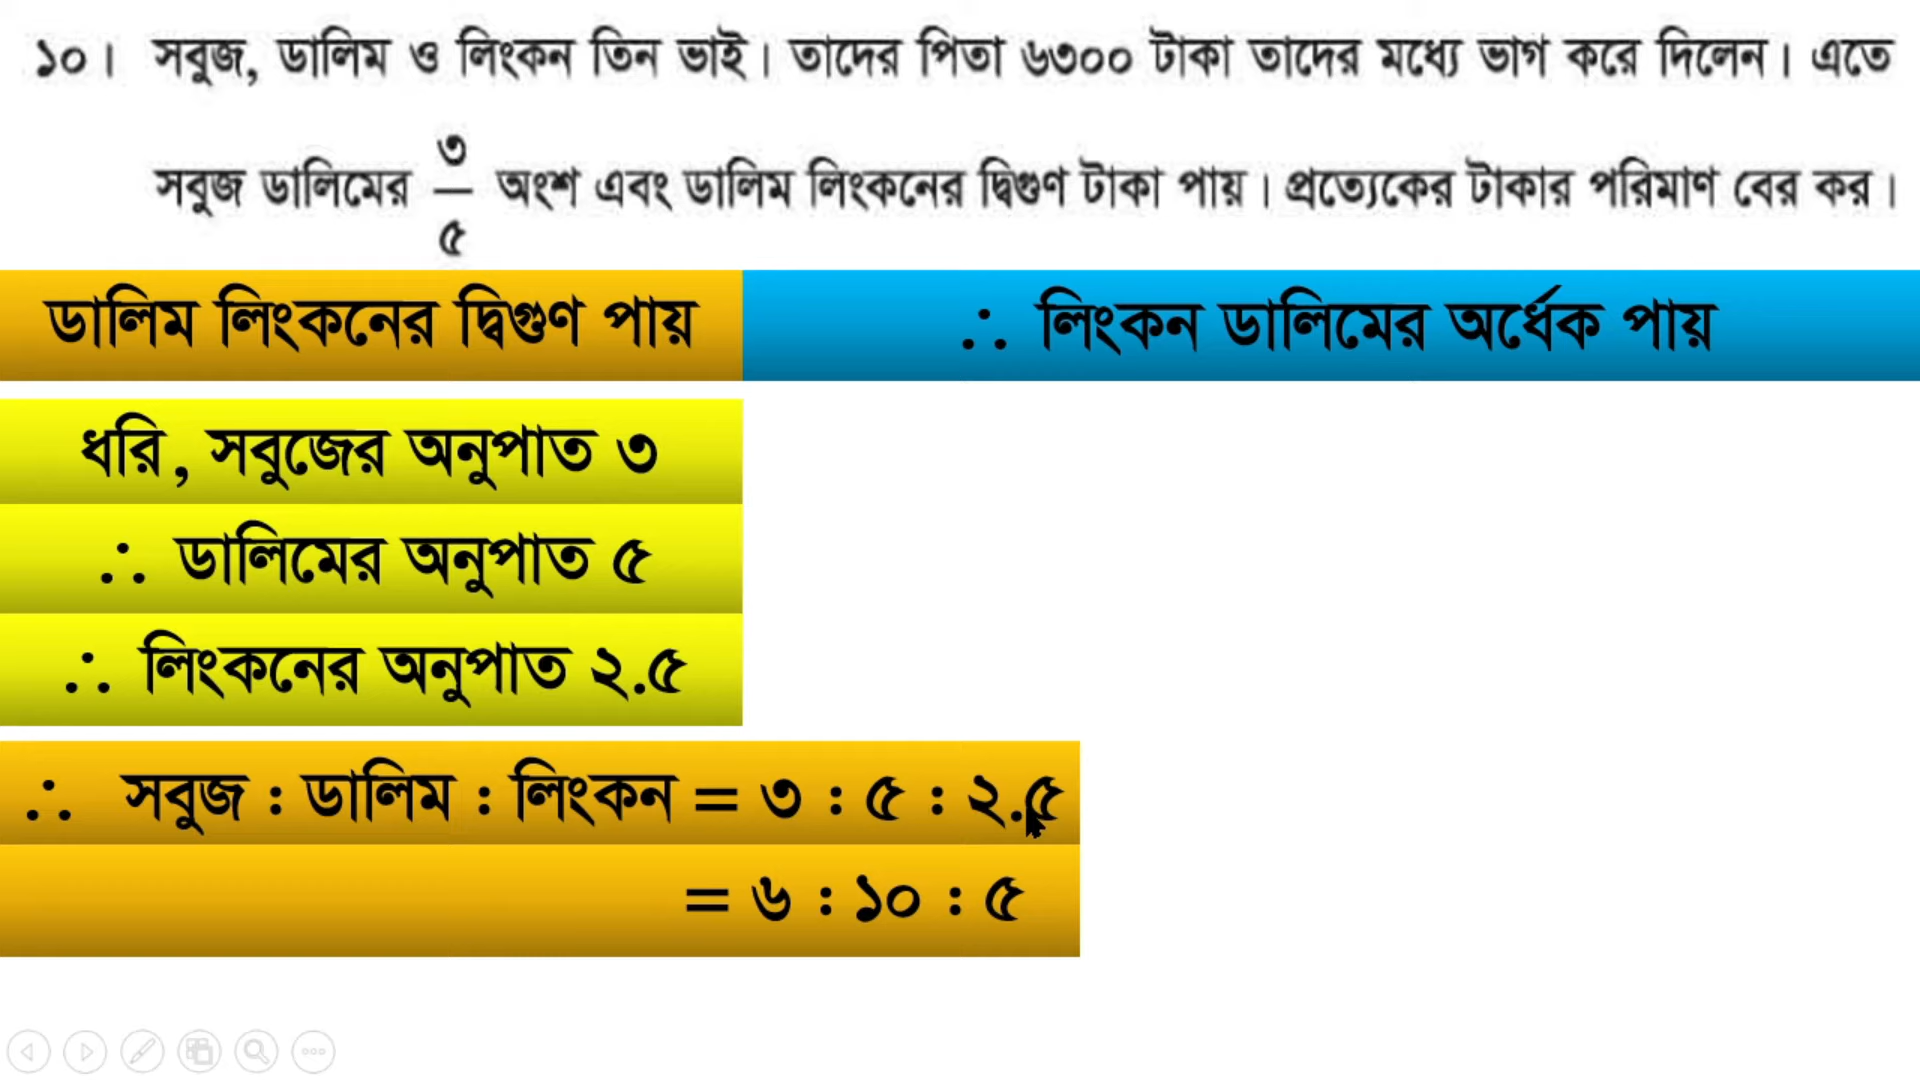 ১০। সবুজ, ডালিম ও লিংকন তিন ভাই। তাদের পিতা ৬৩০০ টাকা তাদের মধ্যে ভাগ করে দিলেন। এতে
সবুজ ডালিমের ৩/৫ অংশ এবং ডালিম লিংকনের দ্বিগুণ টাকা পায়। প্রত্যেকের টাকার পরিমাণ বের কর।
ডালিম লিংকনের দ্বিগুণ পায়
∴ লিংকন ডালিমের অর্ধেক পায়
ধরি, সবুজের অনুপাত ৩
∴ ডালিমের অনুপাত ৫
∴ লিংকনের অনুপাত ২.৫
∴ সবুজ : ডালিম : লিংকন = ৩ : ৫ : ২.৫
= ৬ : ১০ : ৫